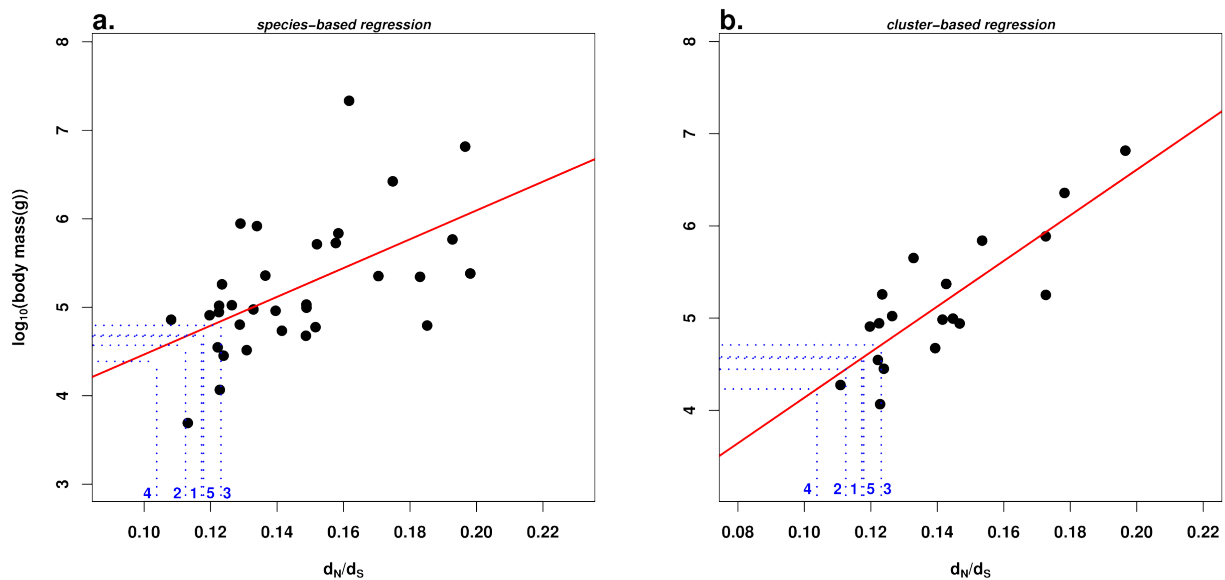 a.
species−based regression
log10(body mass(g))
8
7
6
5
4
3
4 2 1 5 3
0.10 0.12 0.14 0.16 0.18 0.20 0.22
dN/dS
b.
cluster−based regression
8
7
6
5
4
4 2 1 5 3
0.08 0.10 0.12 0.14 0.16 0.18 0.20 0.22
dN/dS